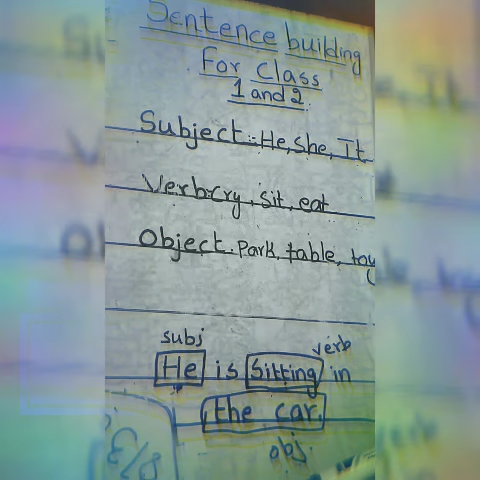 Sentence building
For Class
1 and 2
Subject:- He, She, It
Verb:- Cry, Sit, eat
Object. Park, table, toy
subj
verb
He is Sitting in
the car.
obj.